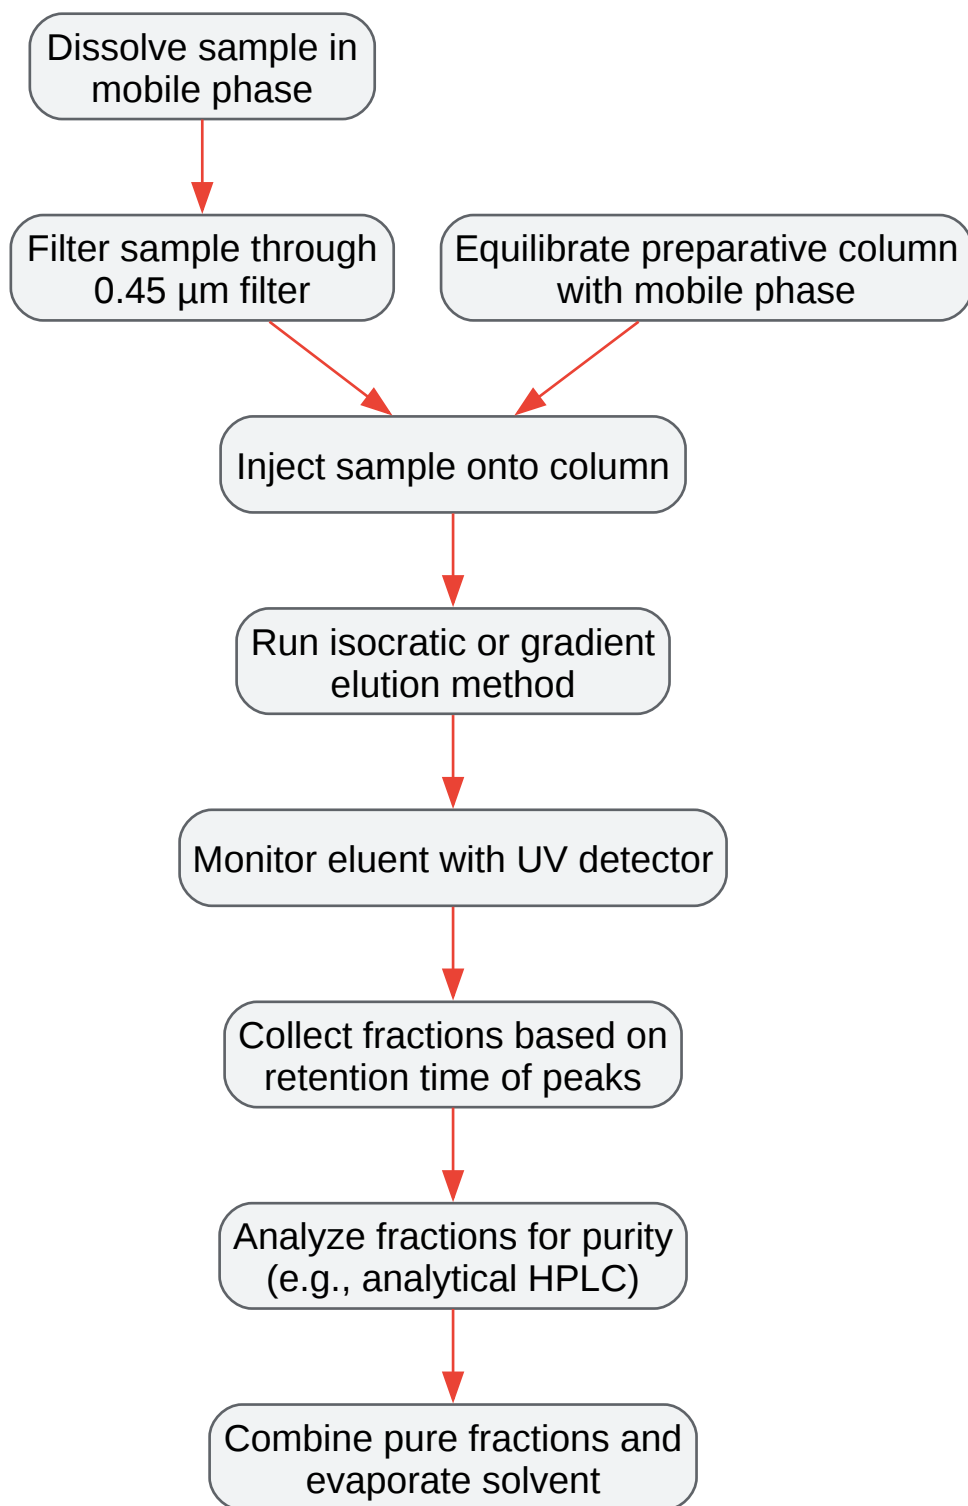 Dissolve sample in
mobile phase
Filter sample through
0.45 µm filter
Equilibrate preparative column
with mobile phase
Inject sample onto column
Run isocratic or gradient
elution method
Monitor eluent with UV detector
Collect fractions based on
retention time of peaks
Analyze fractions for purity
(e.g., analytical HPLC)
Combine pure fractions and
evaporate solvent